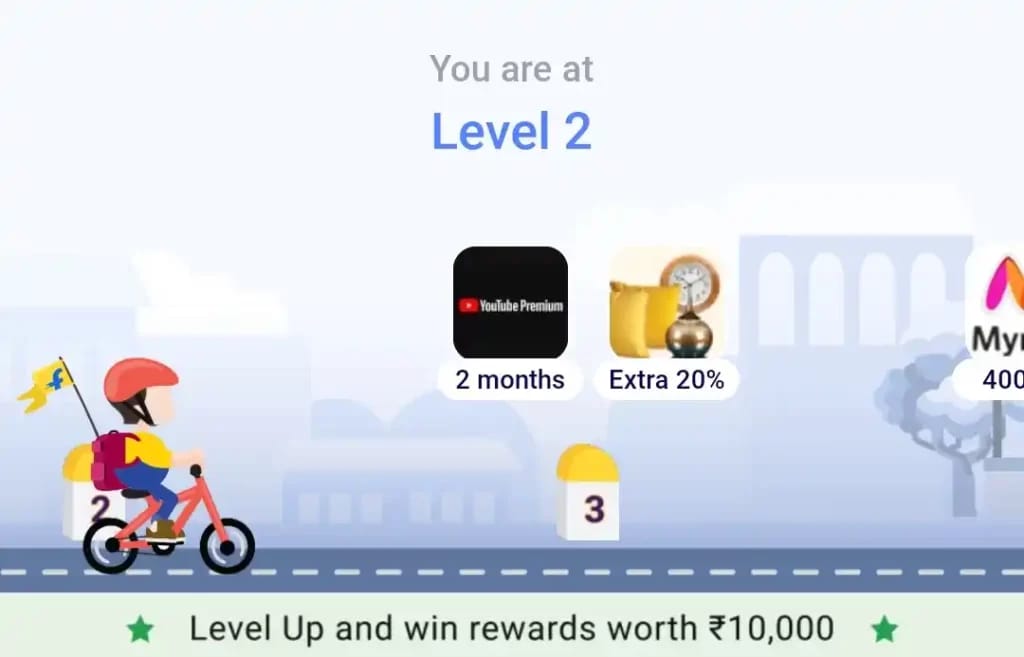 You are at
Level 2
YouTube Premium
2 months
Extra 20%
400
2
3
Level Up and win rewards worth ₹10,000